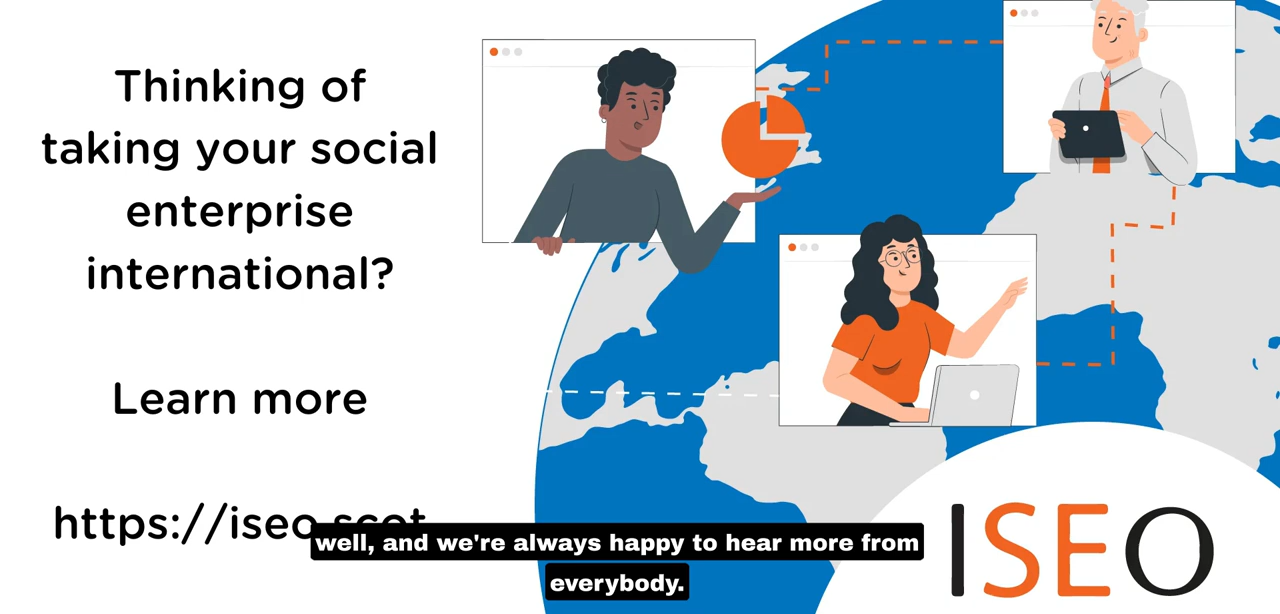 Thinking of
taking your social
enterprise
international?
Learn more
https://iseo.scot
well, and we're always happy to hear more from
everybody.
ISEO